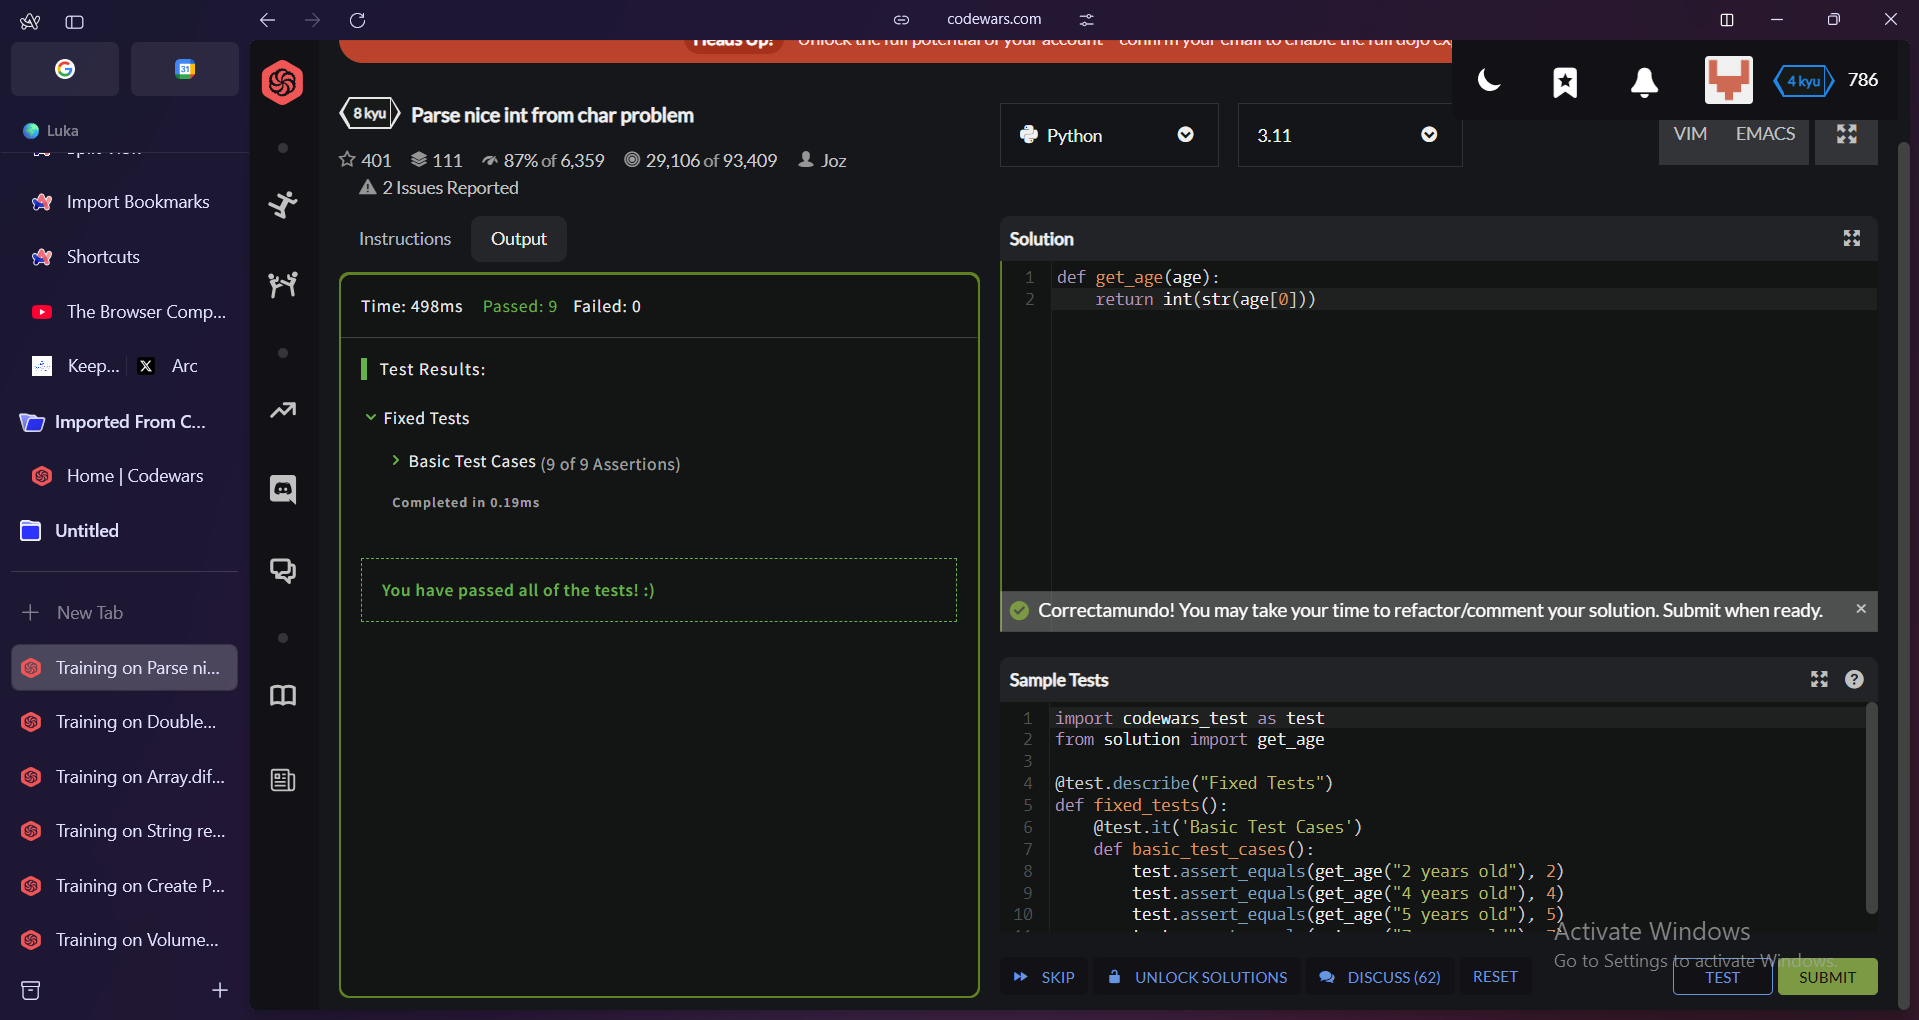 codewars.com
Heads Up! Unlock the full potential of your account - confirm your email to enable the full dojo ex
31
Luka
Split View
Import Bookmarks
Shortcuts
The Browser Comp...
Keep... X Arc
Imported From C...
Home | Codewars
Untitled
New Tab
Training on Parse ni...
Training on Double...
Training on Array.dif...
Training on String re...
Training on Create P...
Training on Volume...
4 kyu 786
8 kyu Parse nice int from char problem
401 111 87% of 6,359 29,106 of 93,409 Joz
2 Issues Reported
Python
3.11
VIM EMACS
Instructions Output
Time: 498ms Passed: 9 Failed: 0
Test Results:
Fixed Tests
Basic Test Cases (9 of 9 Assertions)
Completed in 0.19ms
You have passed all of the tests! :)
Solution
1 def get_age(age):
2 return int(str(age[0]))
Correctamundo! You may take your time to refactor/comment your solution. Submit when ready.
Sample Tests
1 import codewars_test as test
2 from solution import get_age
3
4 @test.describe("Fixed Tests")
5 def fixed_tests():
6 @test.it('Basic Test Cases')
7 def basic_test_cases():
8 test.assert_equals(get_age("2 years old"), 2)
9 test.assert_equals(get_age("4 years old"), 4)
10 test.assert_equals(get_age("5 years old"), 5)
Activate Windows
Go to Settings to activate Windows.
SKIP UNLOCK SOLUTIONS DISCUSS (62) RESET TEST SUBMIT